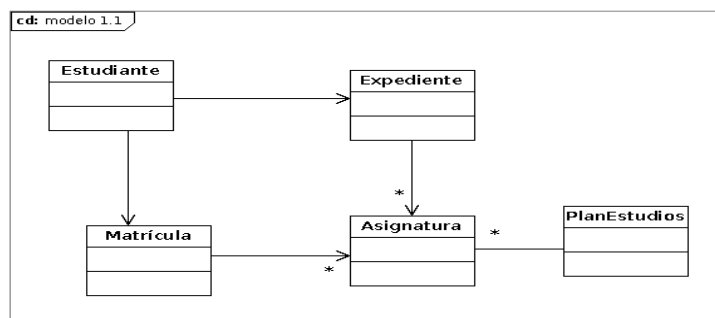 cd: modelo 1.1
Estudiante
Expediente
*
Matrícula
Asignatura
PlanEstudios
*
*